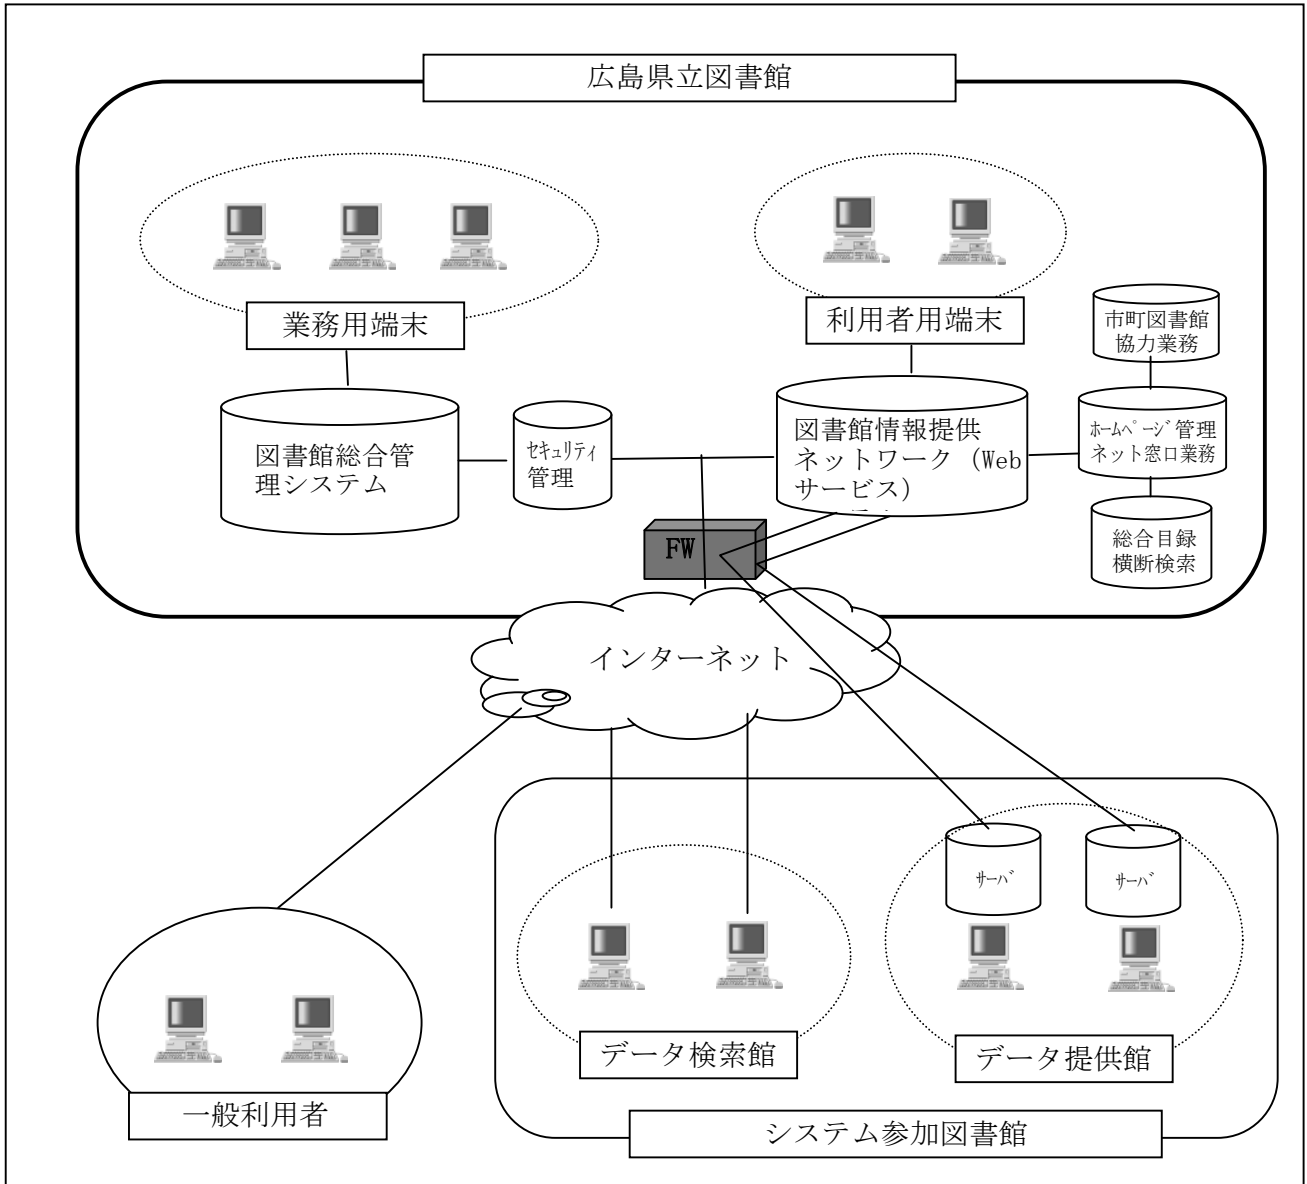 広島県立図書館
業務用端末
利用者用端末
市町図書館
協力業務
図書館総合管
理システム
セキュリティ
管理
図書館情報提供
ネットワーク（Web
サービス）
ホームページ管理
ネット窓口業務
総合目録
横断検索
FW
インターネット
サーバ
サーバ
データ検索館
データ提供館
一般利用者
システム参加図書館